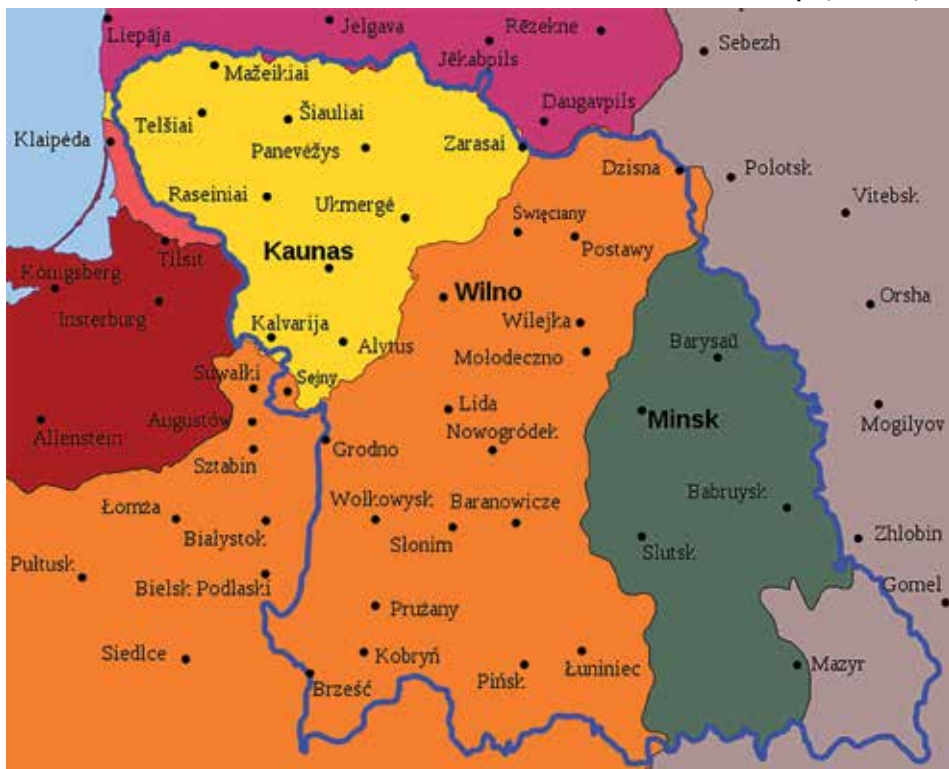 Liepāja
Jelgava
Rēzekne
Jēkabpils
Sebezh
Mažeikiai
Daugavpils
Telšiai
Šiauliai
Klaipéda
Panevėžys
Zarasai
Dzisna
Polotsk
Raseiniai
Ukmergė
Vitebsk
Święciany
Postawy
Tilsit
Kaunas
Königsberg
Insterburg
Wilno
Orsha
Kalvarija
Alytus
Wilejka
Barysaŭ
Mołodeczno
Suwałki
Sejny
Allenstein
Augustów
Lida
Minsk
Mogilyov
Nowogródek
Sztabin
Grodno
Łomża
Wołkowysk
Baranowicze
Babruysk
Białystok
Słonim
Slutsk
Zhlobin
Pułtusk
Bielsk Podlaski
Gomel
Prużany
Siedlce
Kobryń
Łuniniec
Mazyr
Brześć
Pińsk